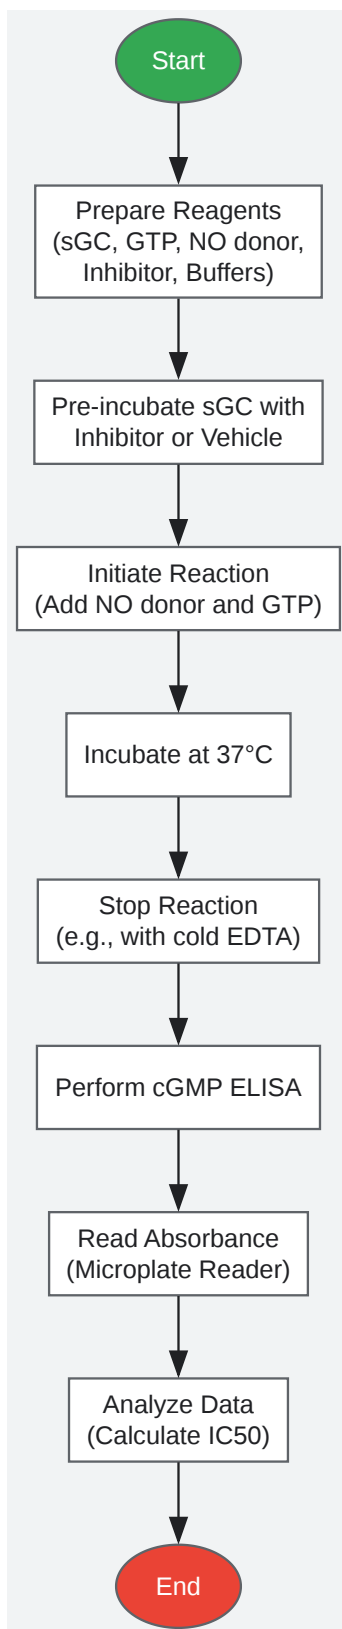 Start
Prepare Reagents
(sGC, GTP, NO donor,
Inhibitor, Buffers)
Pre-incubate sGC with
Inhibitor or Vehicle
Initiate Reaction
(Add NO donor and GTP)
Incubate at 37°C
Stop Reaction
(e.g., with cold EDTA)
Perform cGMP ELISA
Read Absorbance
(Microplate Reader)
Analyze Data
(Calculate IC50)
End